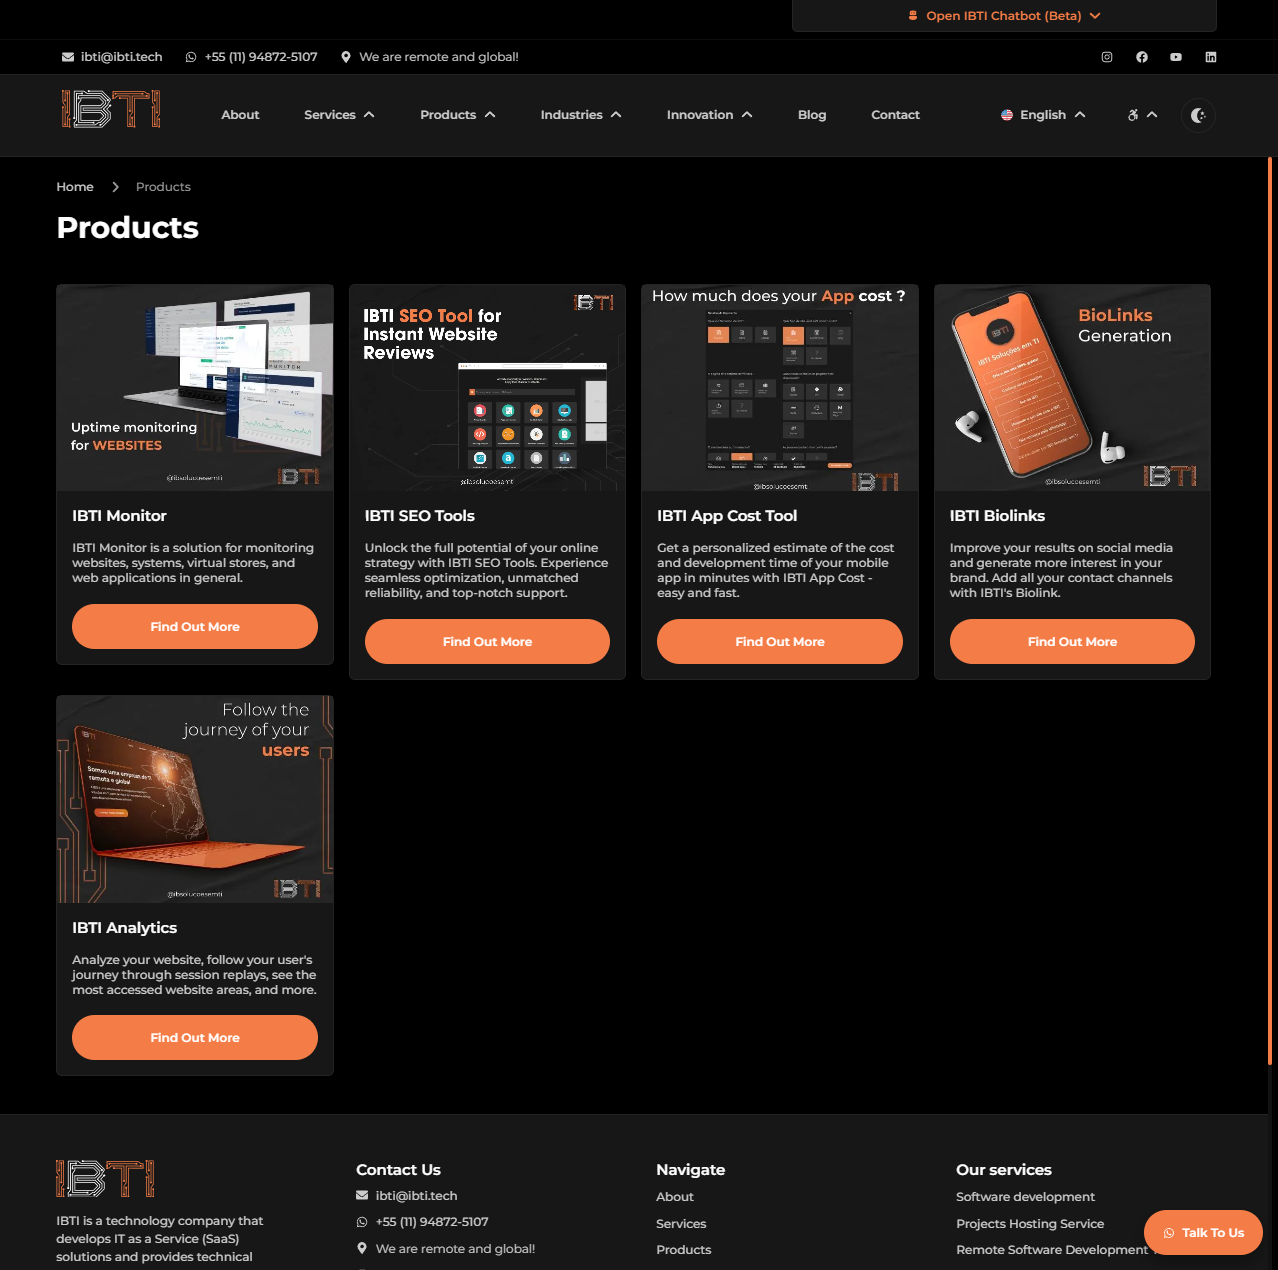 Open IBTI Chatbot (Beta)
ibti@ibti.tech
+55 (11) 94872-5107
We are remote and global!
IBTI
About
Services
Products
Industries
Innovation
Blog
Contact
English
Home
Products
Products
Uptime monitoring
for WEBSITES
@ibsolucoesemti
IBTI
IBTI Monitor
IBTI Monitor is a solution for monitoring
websites, systems, virtual stores, and
web applications in general.
Find Out More
IBTI
IBTI SEO Tool for
Instant Website
Reviews
@ibsolucoesemti
IBTI SEO Tools
Unlock the full potential of your online
strategy with IBTI SEO Tools. Experience
seamless optimization, unmatched
reliability, and top-notch support.
Find Out More
How much does your App cost ?
@ibsolucoesemti
IBTI
IBTI App Cost Tool
Get a personalized estimate of the cost
and development time of your mobile
app in minutes with IBTI App Cost -
easy and fast.
Find Out More
BioLinks
Generation
IBTI Soluções em TI
@ibsolucoesemti
IBTI
IBTI Biolinks
Improve your results on social media
and generate more interest in your
brand. Add all your contact channels
with IBTI's Biolink.
Find Out More
Follow the
journey of your
users
IBTI
Somos uma empresa de TI
remota e global
@ibsolucoesemti
IBTI
IBTI Analytics
Analyze your website, follow your user's
journey through session replays, see the
most accessed website areas, and more.
Find Out More
IBTI
IBTI is a technology company that
develops IT as a Service (SaaS)
solutions and provides technical
Contact Us
ibti@ibti.tech
+55 (11) 94872-5107
We are remote and global!
Navigate
About
Services
Products
Our services
Software development
Projects Hosting Service
Remote Software Development
Talk To Us